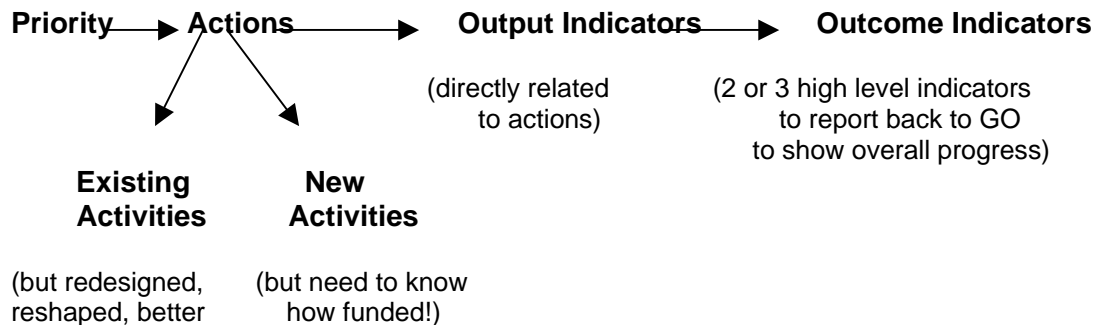 Priority Actions Output Indicators Outcome Indicators
(directly related (2 or 3 high level indicators
to actions) to report back to GO
to show overall progress)
Existing New
Activities Activities
(but redesigned, (but need to know
reshaped, better how funded!)